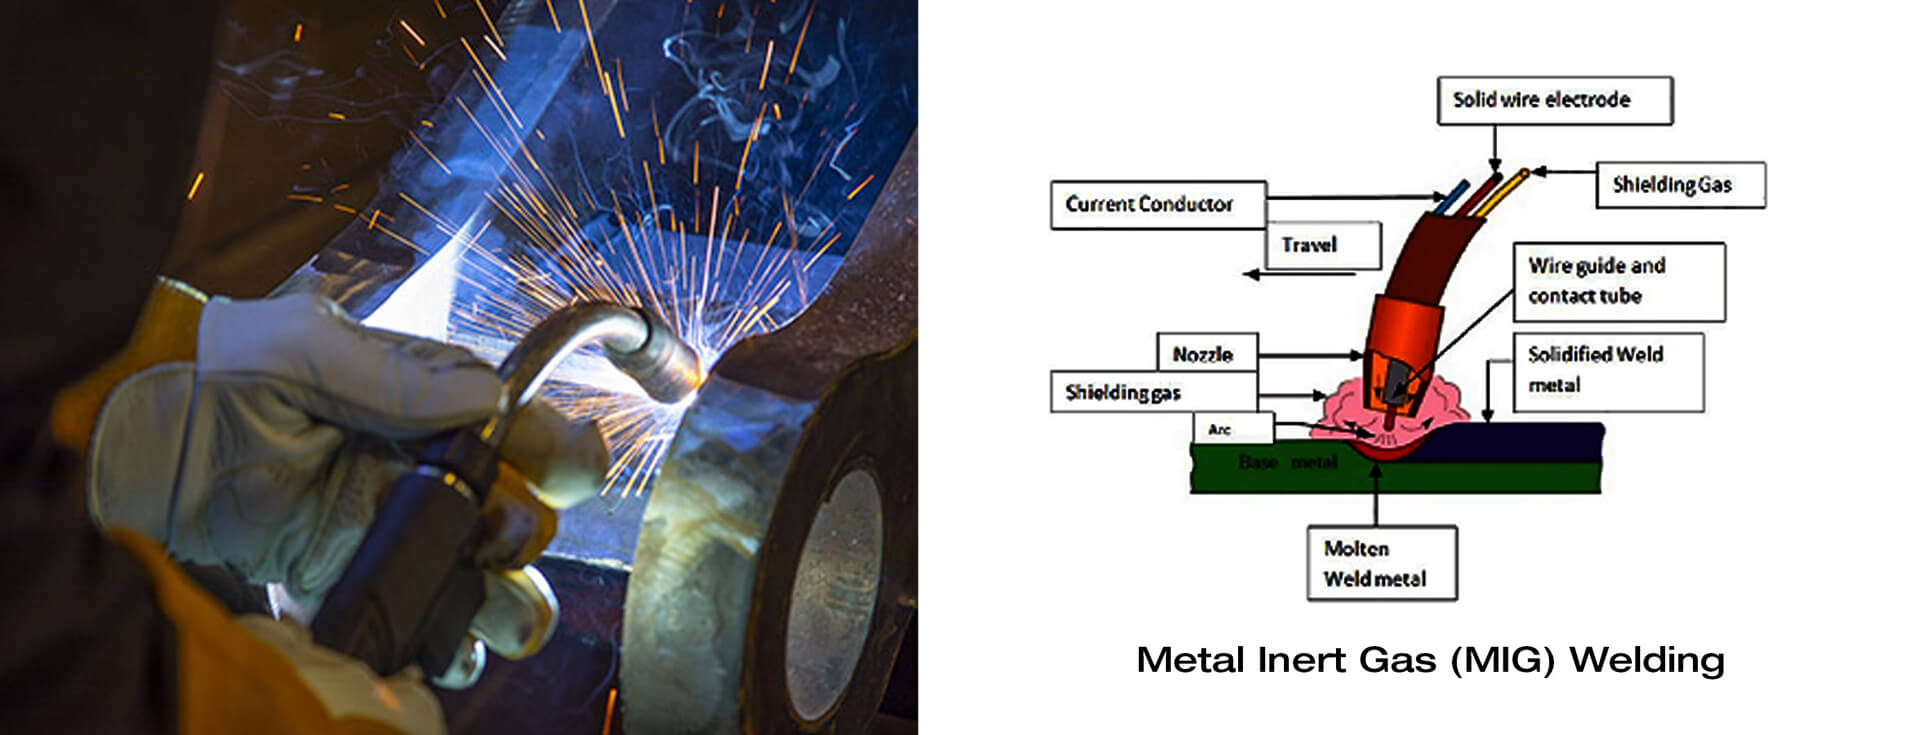 Solid wire electrode
Shielding Gas
Current Conductor
Travel
Wire guide and
contact tube
Nozzle
Solidified Weld
metal
Shielding gas
Arc
Base metal
Molten
Weld metal
Metal Inert Gas (MIG) Welding